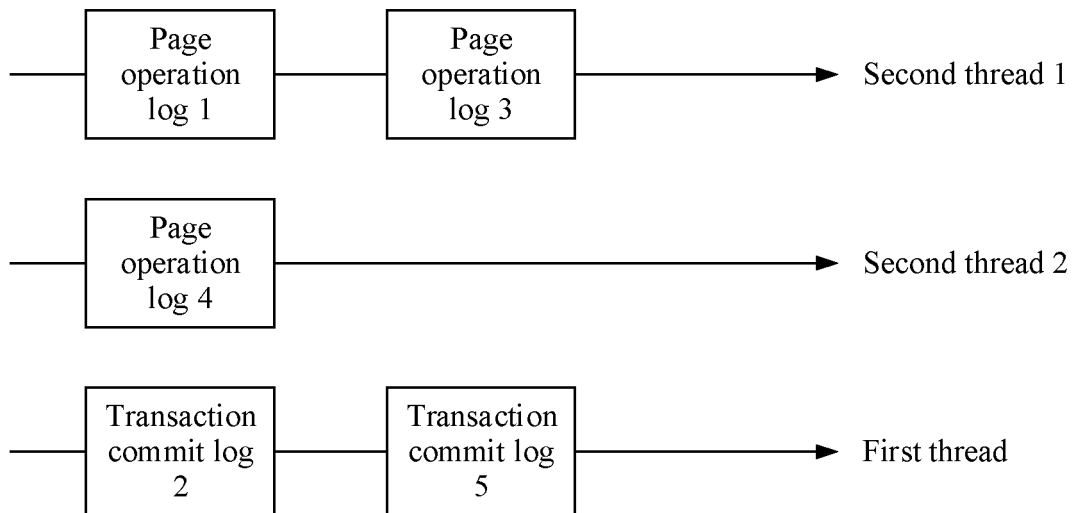 Page
operation
log 1
Page
operation
log 3
Second thread 1
Page
operation
log 4
Second thread 2
Transaction
commit log
2
Transaction
commit log
5
First thread